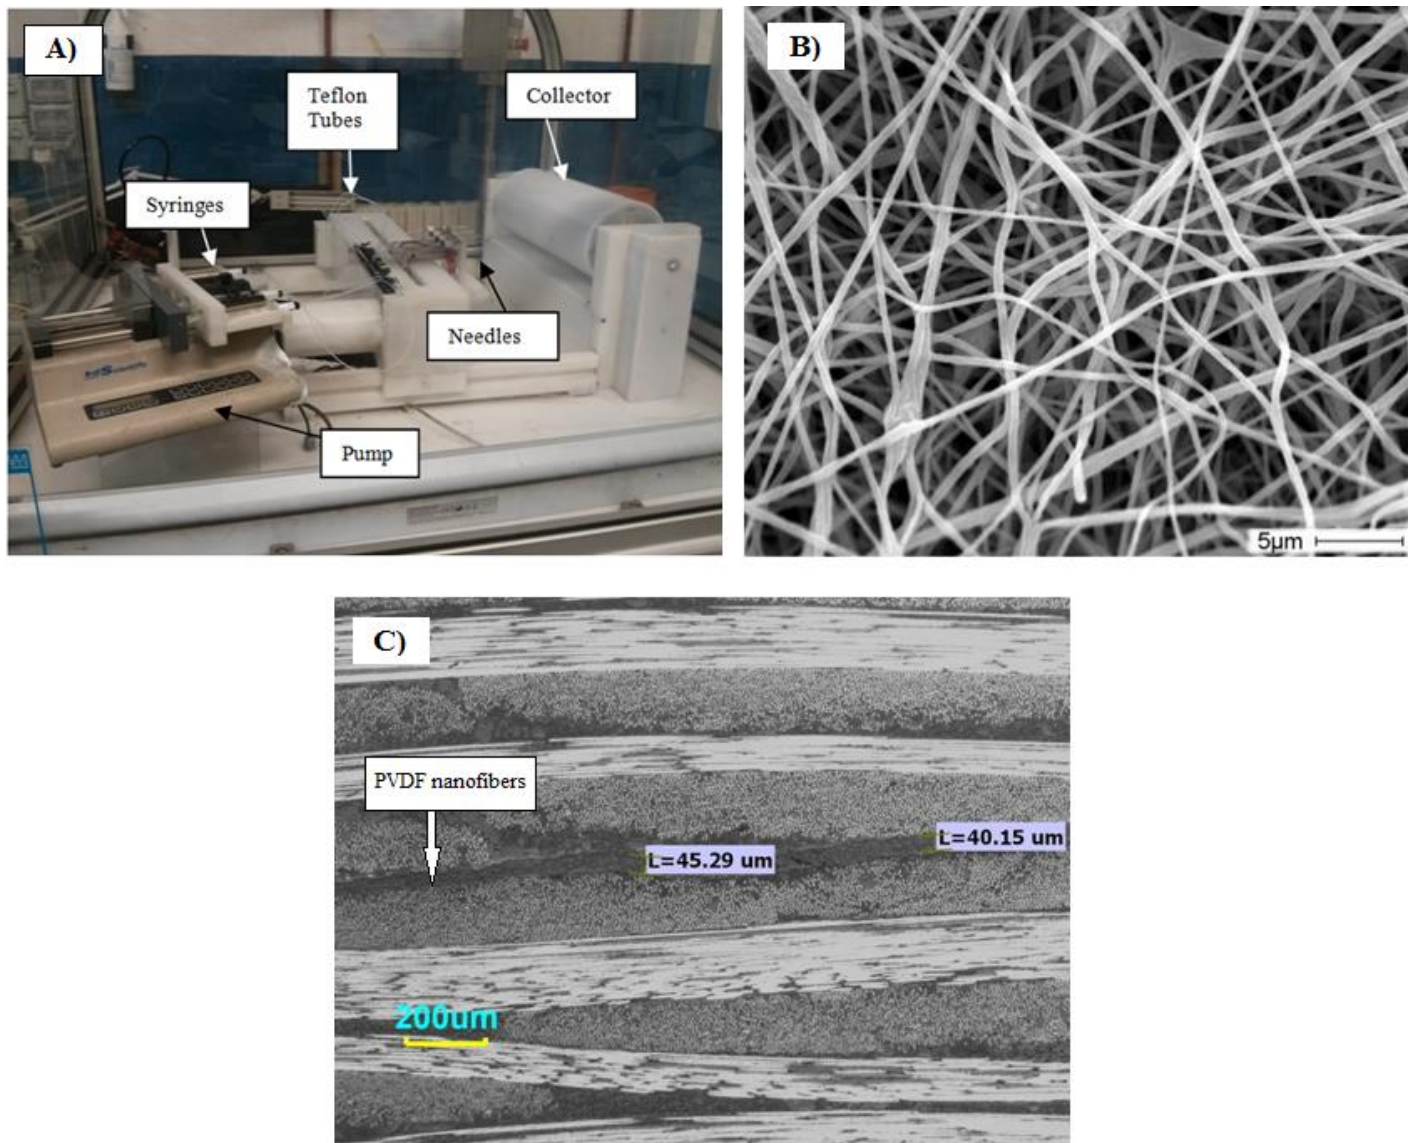 A)
Teflon
Tubes
Collector
Syringes
Needles
Pump
B)
5µm
C)
PVDF nanofibers
L=40.15 um
L=45.29 um
200um